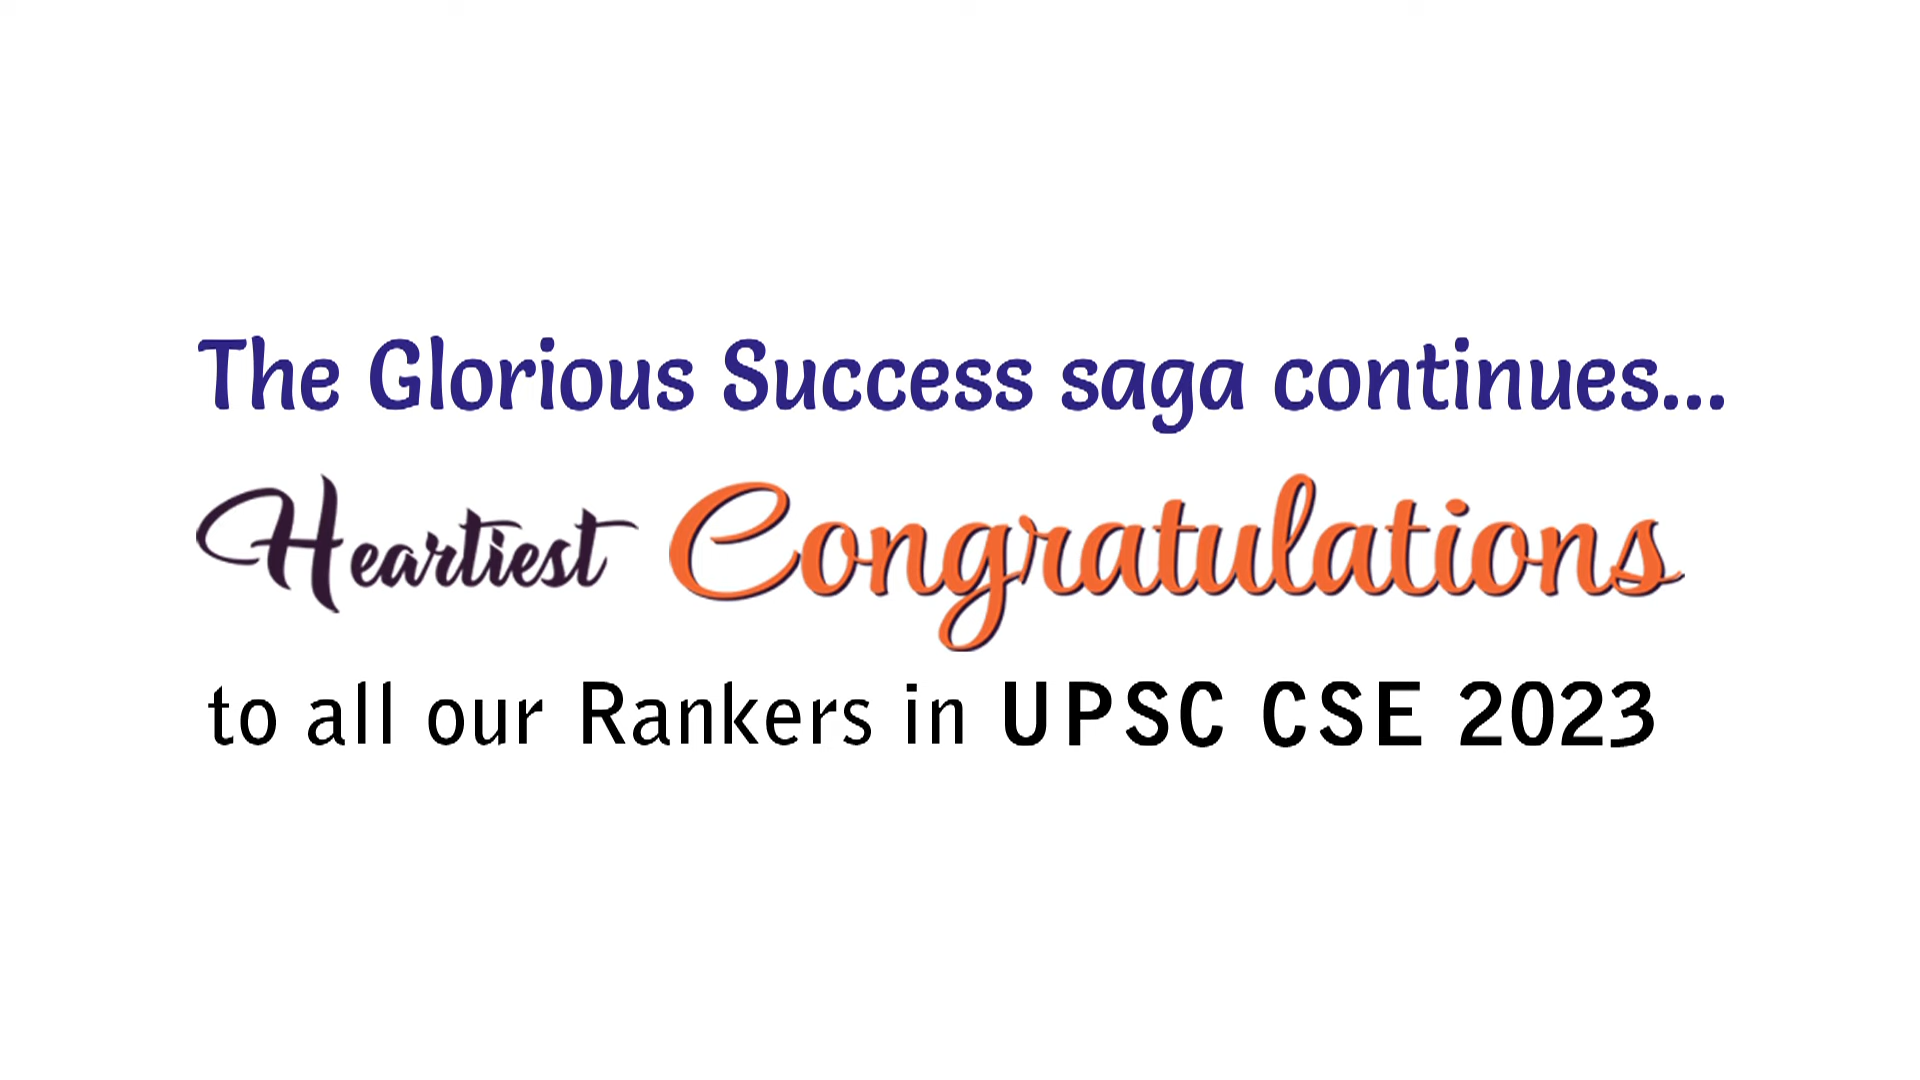 The Glorious Success saga continues...
Heartiest Congratulations
to all our Rankers in UPSC CSE 2023